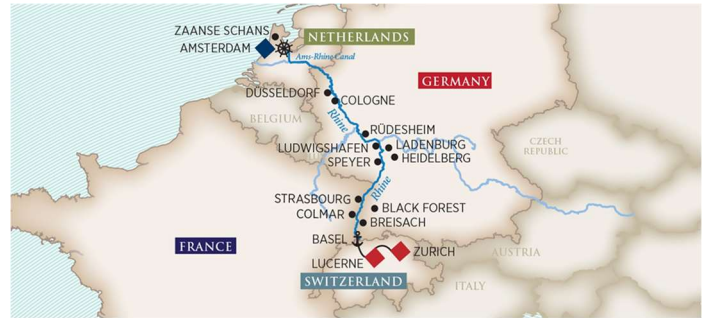 ZAANSE SCHANS
AMSTERDAM
NETHERLANDS
Ams-Rhine Canal
GERMANY
DÜSSELDORF
COLOGNE
BELGIUM
Rhine
RÜDESHEIM
LUDWIGSHAFEN
LADENBURG
SPEYER
HEIDELBERG
CZECH
REPUBLIC
Rhine
STRASBOURG
BLACK FOREST
COLMAR
BREISACH
FRANCE
BASEL
ZURICH
AUSTRIA
LUCERNE
SWITZERLAND
ITALY